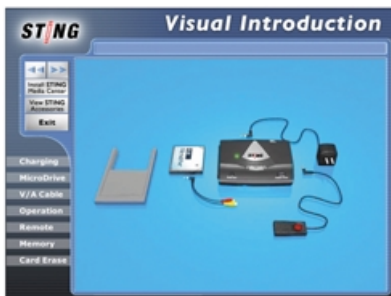 STING
Visual Introduction
Install STING
Media Center
View STING
Accessories
Exit
Charging
MicroDrive
V/A Cable
Operation
Remote
Memory
Card Erase
STING